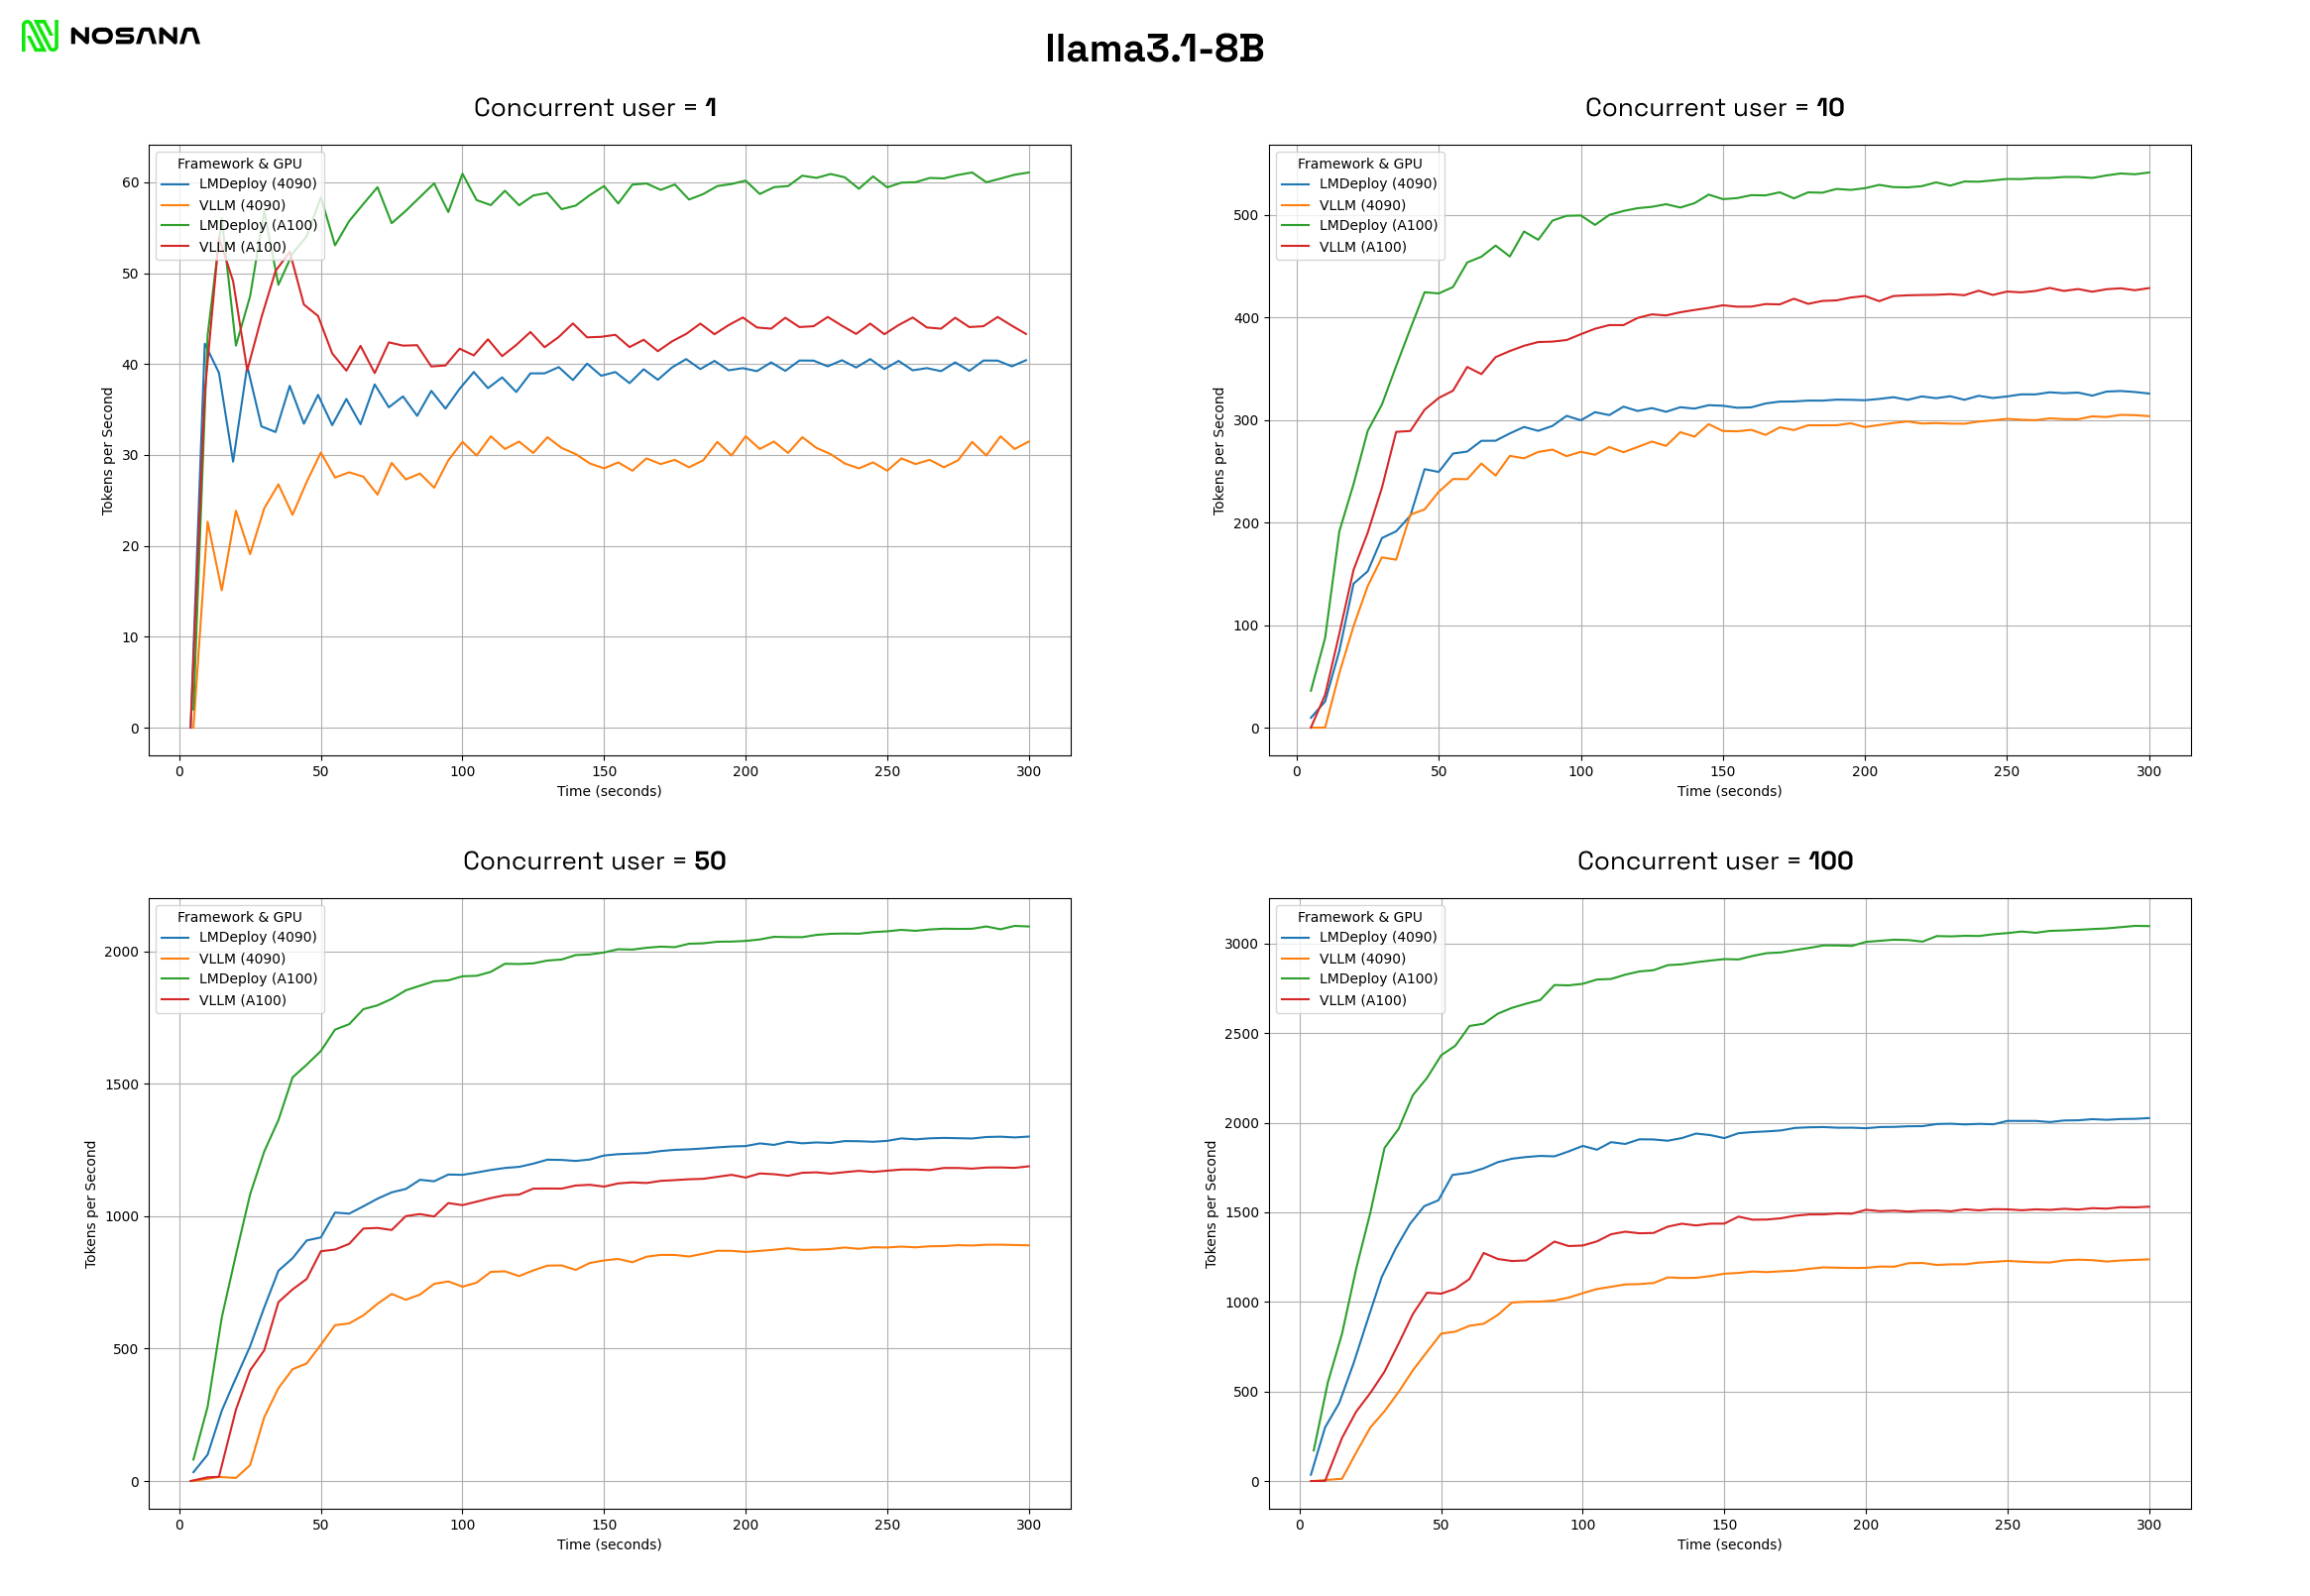 NOSANA
llama3.1-8B
Concurrent user = 1
Framework & GPU
LMDeploy (4090)
VLLM (4090)
LMDeploy (A100)
VLLM (A100)
Tokens per Second
60
50
40
30
20
10
0
0 50 100 150 200 250 300
Time (seconds)
Concurrent user = 10
Framework & GPU
LMDeploy (4090)
VLLM (4090)
LMDeploy (A100)
VLLM (A100)
Tokens per Second
500
400
300
200
100
0
0 50 100 150 200 250 300
Time (seconds)
Concurrent user = 50
Framework & GPU
LMDeploy (4090)
VLLM (4090)
LMDeploy (A100)
VLLM (A100)
Tokens per Second
2000
1500
1000
500
0
0 50 100 150 200 250 300
Time (seconds)
Concurrent user = 100
Framework & GPU
LMDeploy (4090)
VLLM (4090)
LMDeploy (A100)
VLLM (A100)
Tokens per Second
3000
2500
2000
1500
1000
500
0
0 50 100 150 200 250 300
Time (seconds)